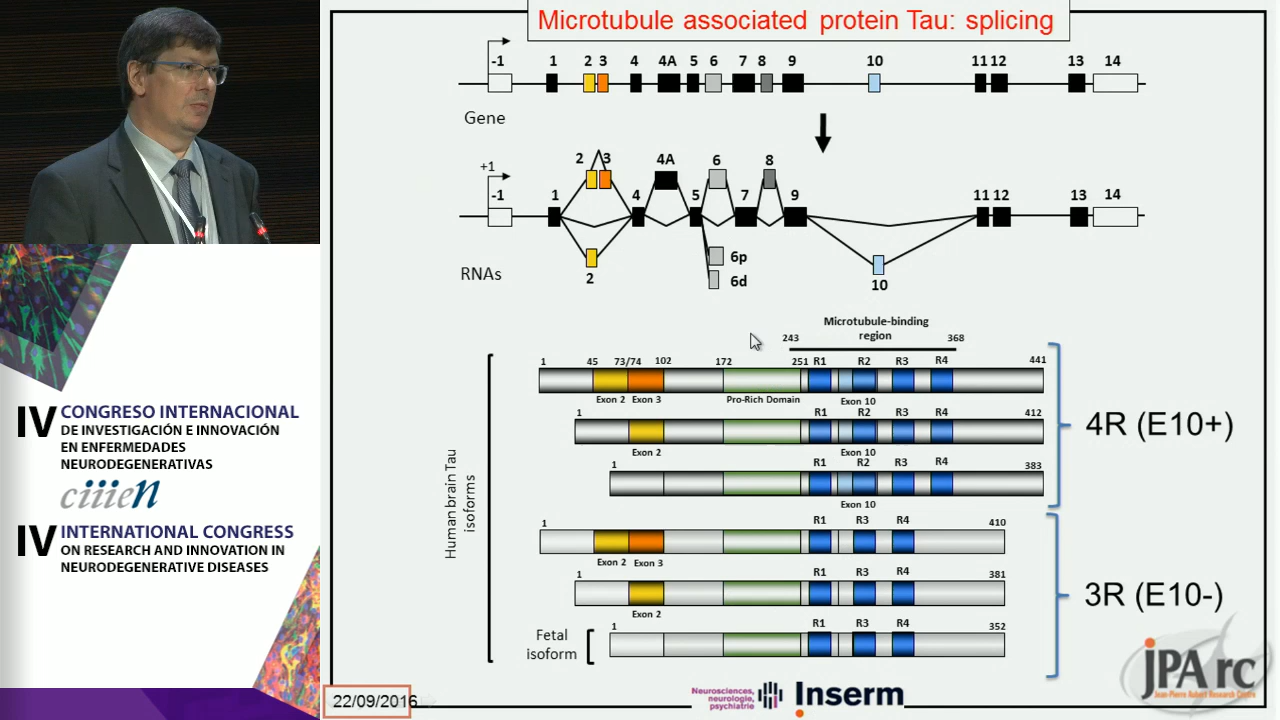 Microtubule associated protein Tau: splicing
-1 1 2 3 4 4A 5 6 7 8 9 10 11 12 13 14
Gene
2 3 4A 6 8
+1
-1 1 4 5 7 9 11 12 13 14
6p
6d
2
10
RNAs
Microtubule-binding
region
243 368
1 45 73/74 102 172 251 R1 R2 R3 R4 441
Exon 2 Exon 3 Pro-Rich Domain Exon 10
1 R1 R2 R3 R4 412
Exon 2 Exon 10
1 R1 R2 R3 R4 383
Exon 10
4R (E10+)
Human brain Tau
isoforms
1 R1 R3 R4 410
Exon 2 Exon 3
1 R1 R3 R4 381
Exon 2
3R (E10-)
Fetal
isoform
1 R1 R3 R4 352
22/09/2016
Neurosciences,
neurologie,
psychiatrie
Inserm
JPArc
Jean-Pierre Aubert Research Centre
IV CONGRESO INTERNACIONAL
DE INVESTIGACIÓN E INNOVACIÓN
EN ENFERMEDADES
NEURODEGENERATIVAS
ciiien
IV INTERNATIONAL CONGRESS
ON RESEARCH AND INNOVATION IN
NEURODEGENERATIVE DISEASES